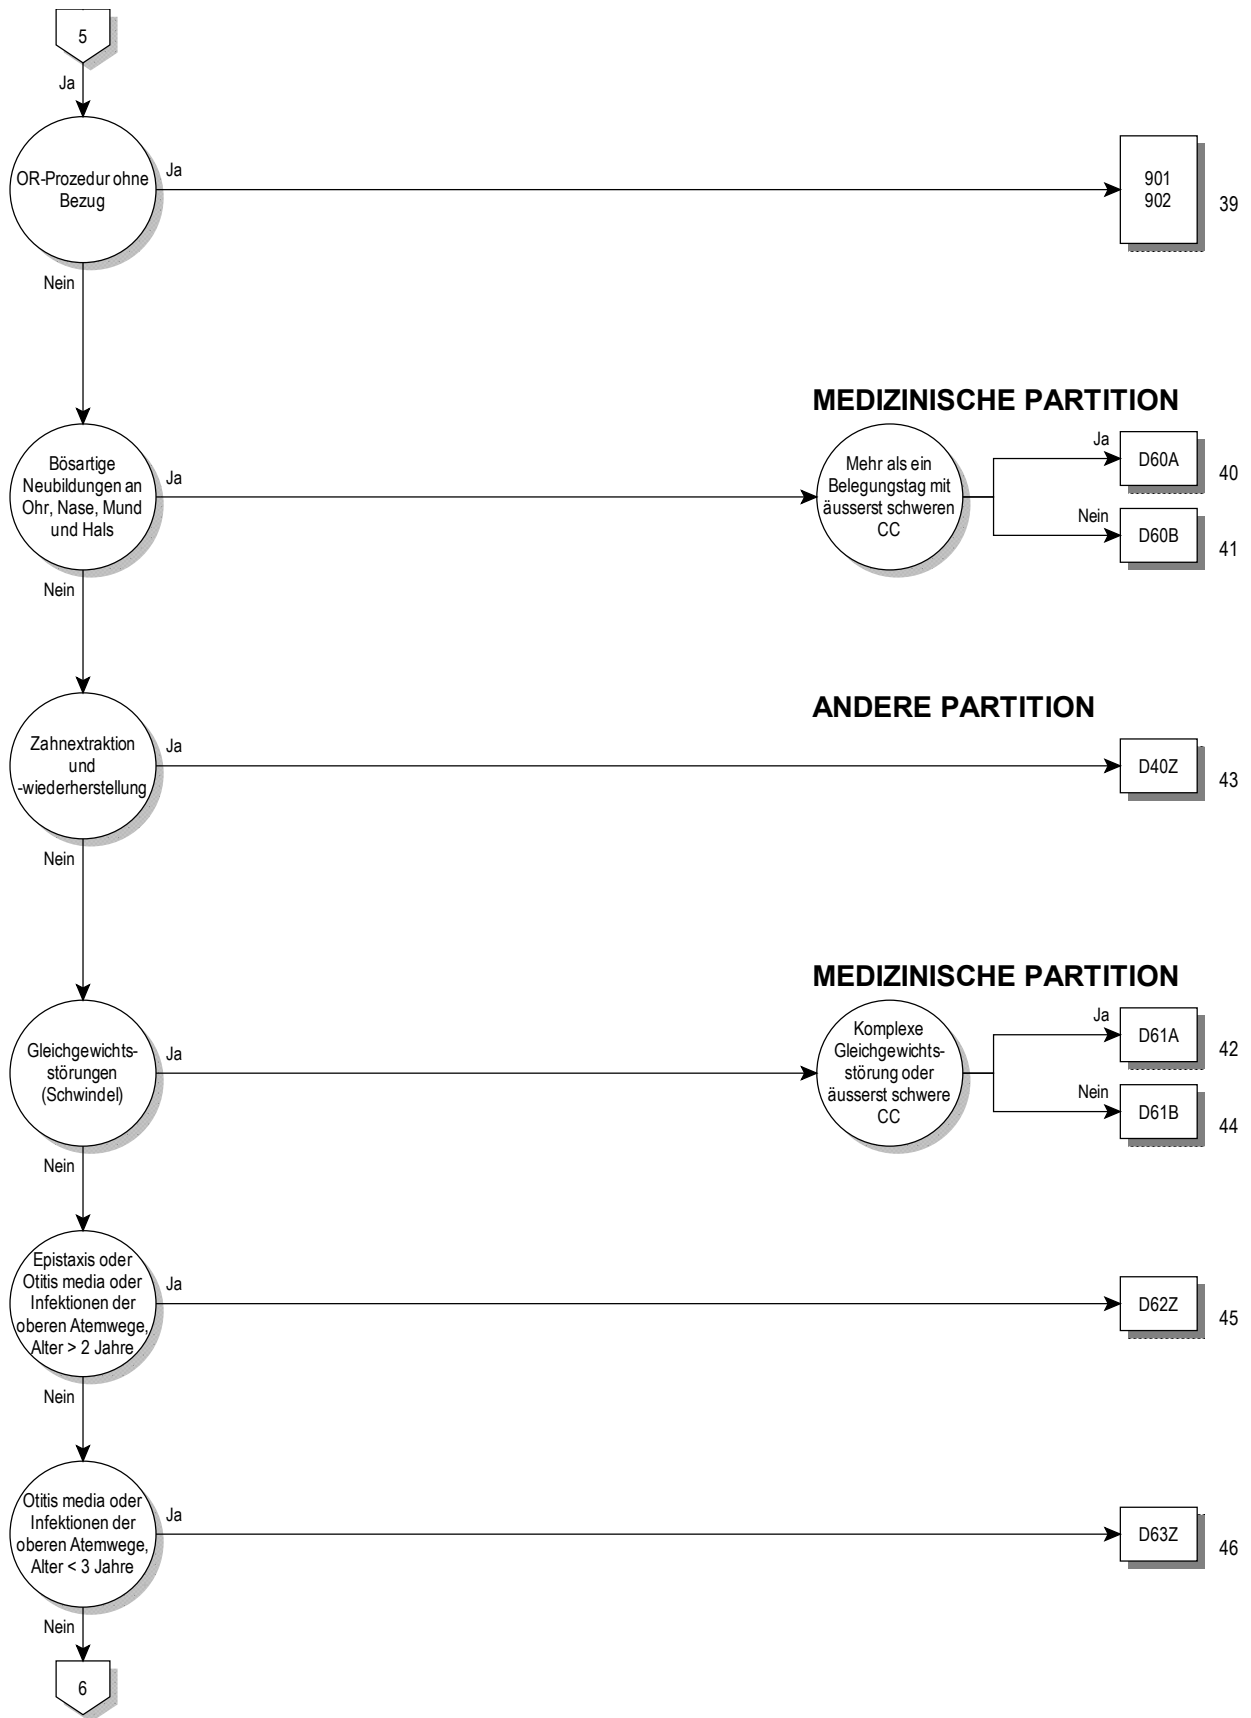 5
Ja
OR-Prozedur ohne
Bezug
Ja
901
902
39
Nein
MEDIZINISCHE PARTITION
Bösartige
Neubildungen an
Ohr, Nase, Mund
und Hals
Ja
Mehr als ein
Belegungstag mit
äusserst schweren
CC
Ja
D60A
40
Nein
D60B
41
Nein
ANDERE PARTITION
Zahnextraktion
und
-wiederherstellung
Ja
D40Z
43
Nein
MEDIZINISCHE PARTITION
Gleichgewichts-
störungen
(Schwindel)
Ja
Komplexe
Gleichgewichts-
störung oder
äusserst schwere
CC
Ja
D61A
42
Nein
D61B
44
Nein
Epistaxis oder
Otitis media oder
Infektionen der
oberen Atemwege,
Alter > 2 Jahre
Ja
D62Z
45
Nein
Otitis media oder
Infektionen der
oberen Atemwege,
Alter < 3 Jahre
Ja
D63Z
46
Nein
6